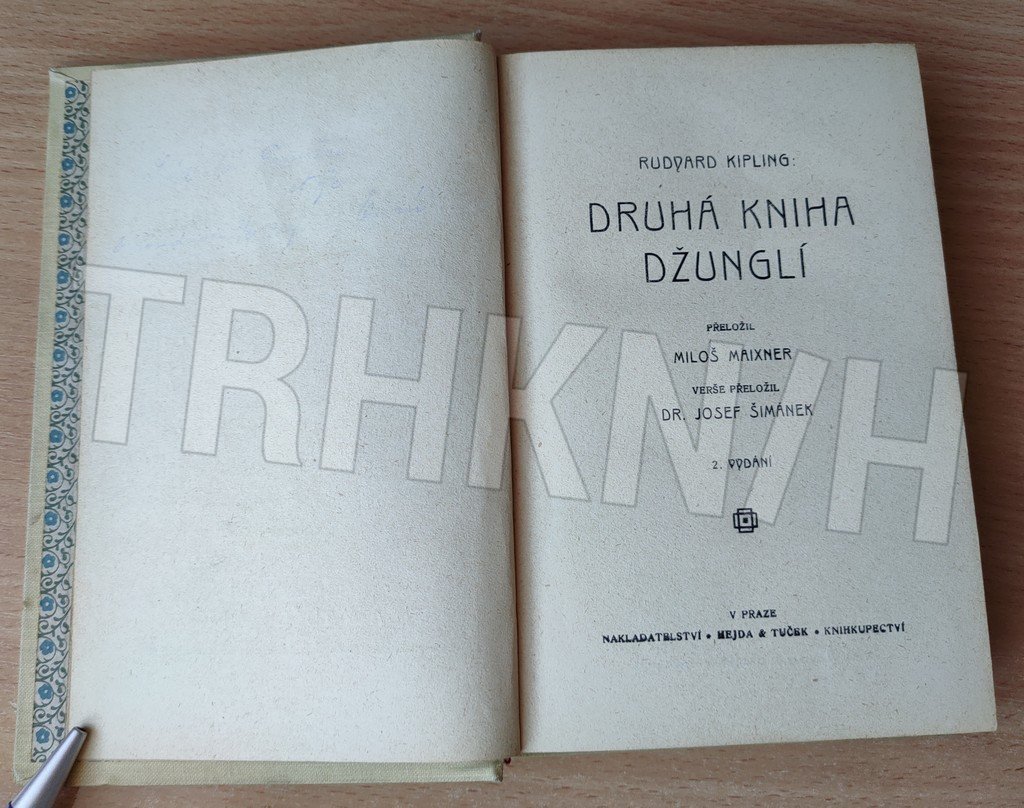 RUDYARD KIPLING:
DRUHÁ KNIHA
DŽUNGLÍ
PŘELOŽIL
MILOŠ MAIXNER
VERŠE PŘELOŽIL
DR. JOSEF ŠIMÁNEK
2. VYDÁNÍ
V PRAZE
NAKLADATELSTVÍ • HEJDA & TUČEK • KNIHKUPECTVÍ
TRHKNIH